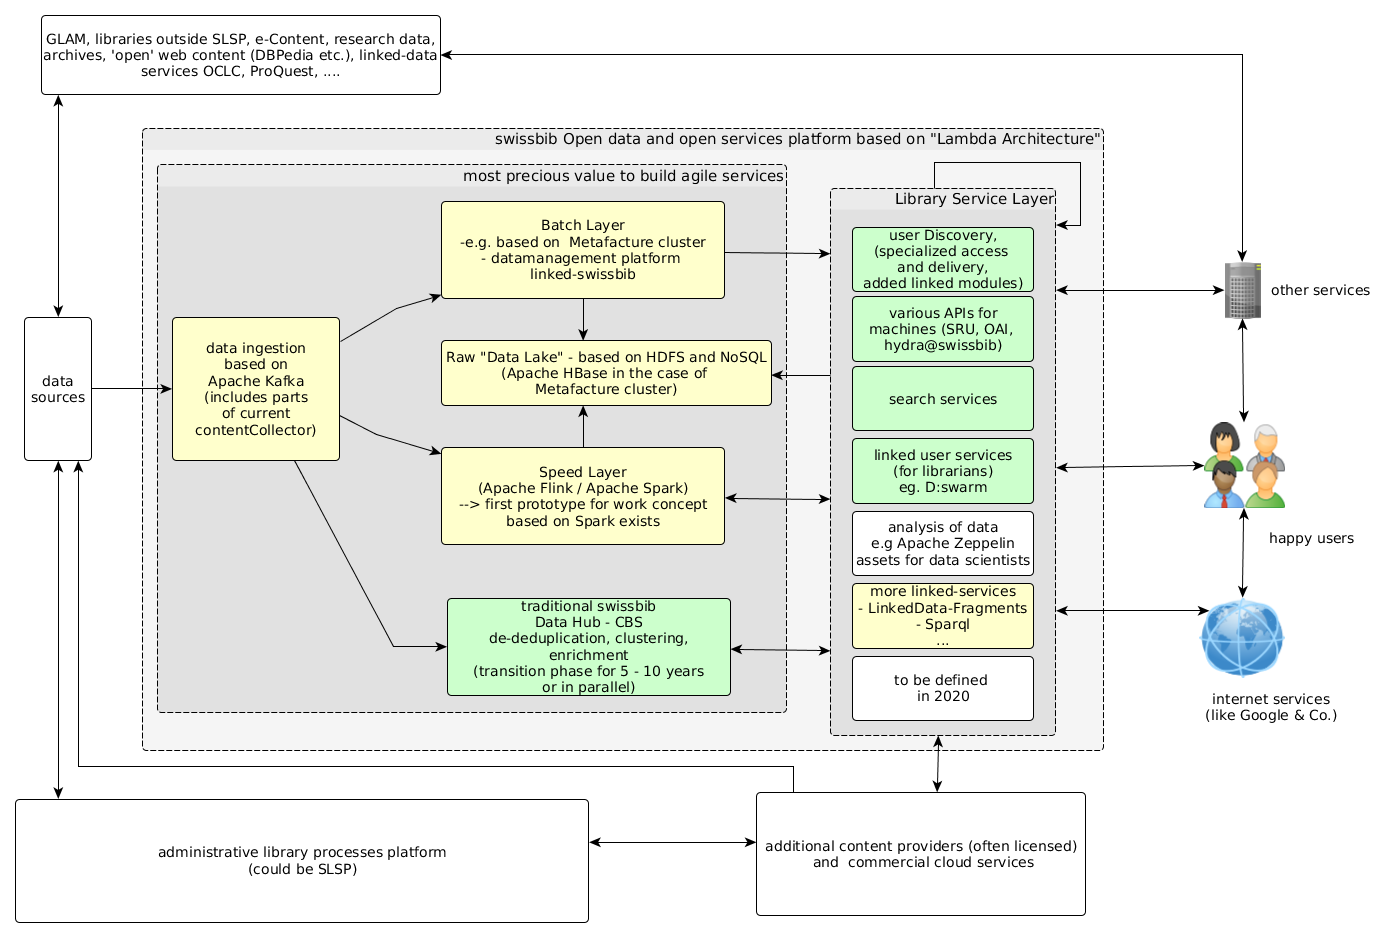 GLAM, libraries outside SLSP, e-Content, research data,
archives, 'open' web content (DBPedia etc.), linked-data
services OCLC, ProQuest, ....
swissbib Open data and open services platform based on "Lambda Architecture"
most precious value to build agile services
Library Service Layer
Batch Layer
-e.g. based on  Metafacture cluster
- datamanagement platform
linked-swissbib
user Discovery,
(specialized access
and delivery,
added linked modules)
other services
various APIs for
machines (SRU, OAI,
hydra@swissbib)
data
sources
data ingestion
based on
Apache Kafka
(includes parts
of current
contentCollector)
Raw "Data Lake" - based on HDFS and NoSQL
(Apache HBase in the case of
Metafacture cluster)
search services
Speed Layer
(Apache Flink / Apache Spark)
--> first prototype for work concept
based on Spark exists
linked user services
(for librarians)
eg. D:swarm
analysis of data
e.g Apache Zeppelin
assets for data scientists
happy users
traditional swissbib
Data Hub - CBS
de-deduplication, clustering,
enrichment
(transition phase for 5 - 10 years
or in parallel)
more linked-services
- LinkedData-Fragments
- Sparql
...
to be defined
in 2020
internet services
(like Google & Co.)
administrative library processes platform
(could be SLSP)
additional content providers (often licensed)
and  commercial cloud services